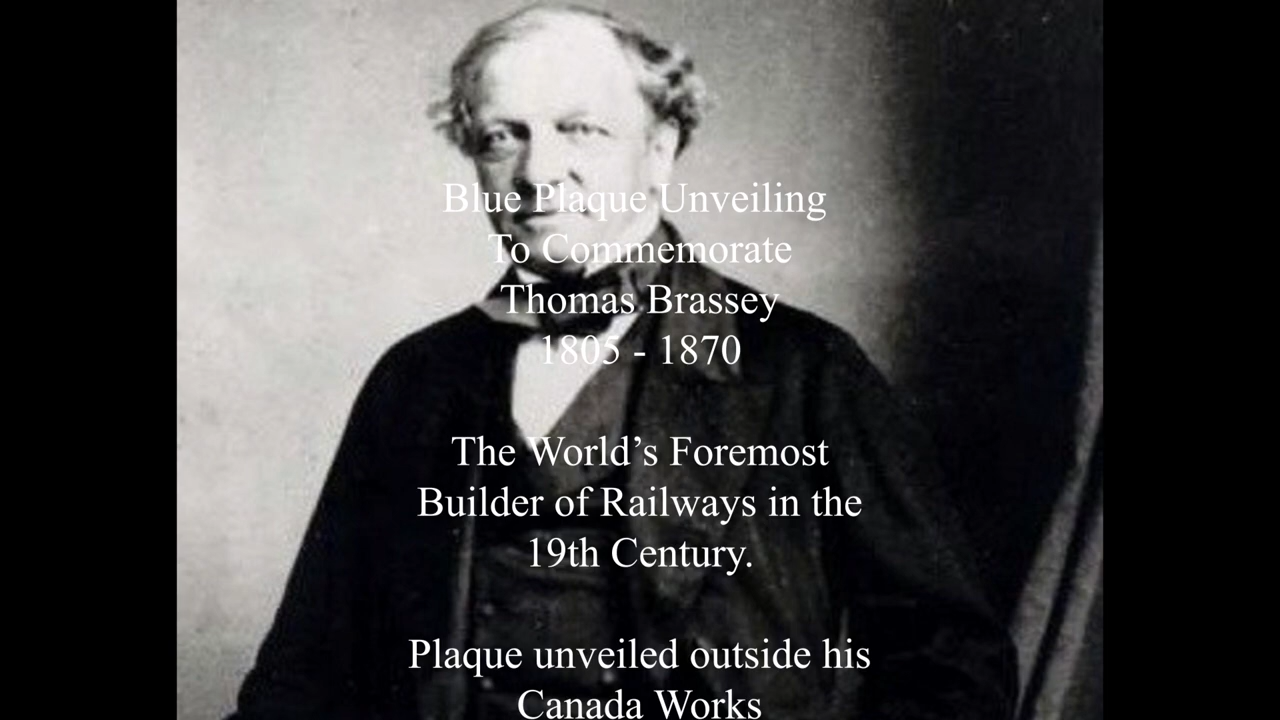 Blue Plaque Unveiling
To Commemorate
Thomas Brassey
1805 - 1870
The World’s Foremost
Builder of Railways in the
19th Century.
Plaque unveiled outside his
Canada Works